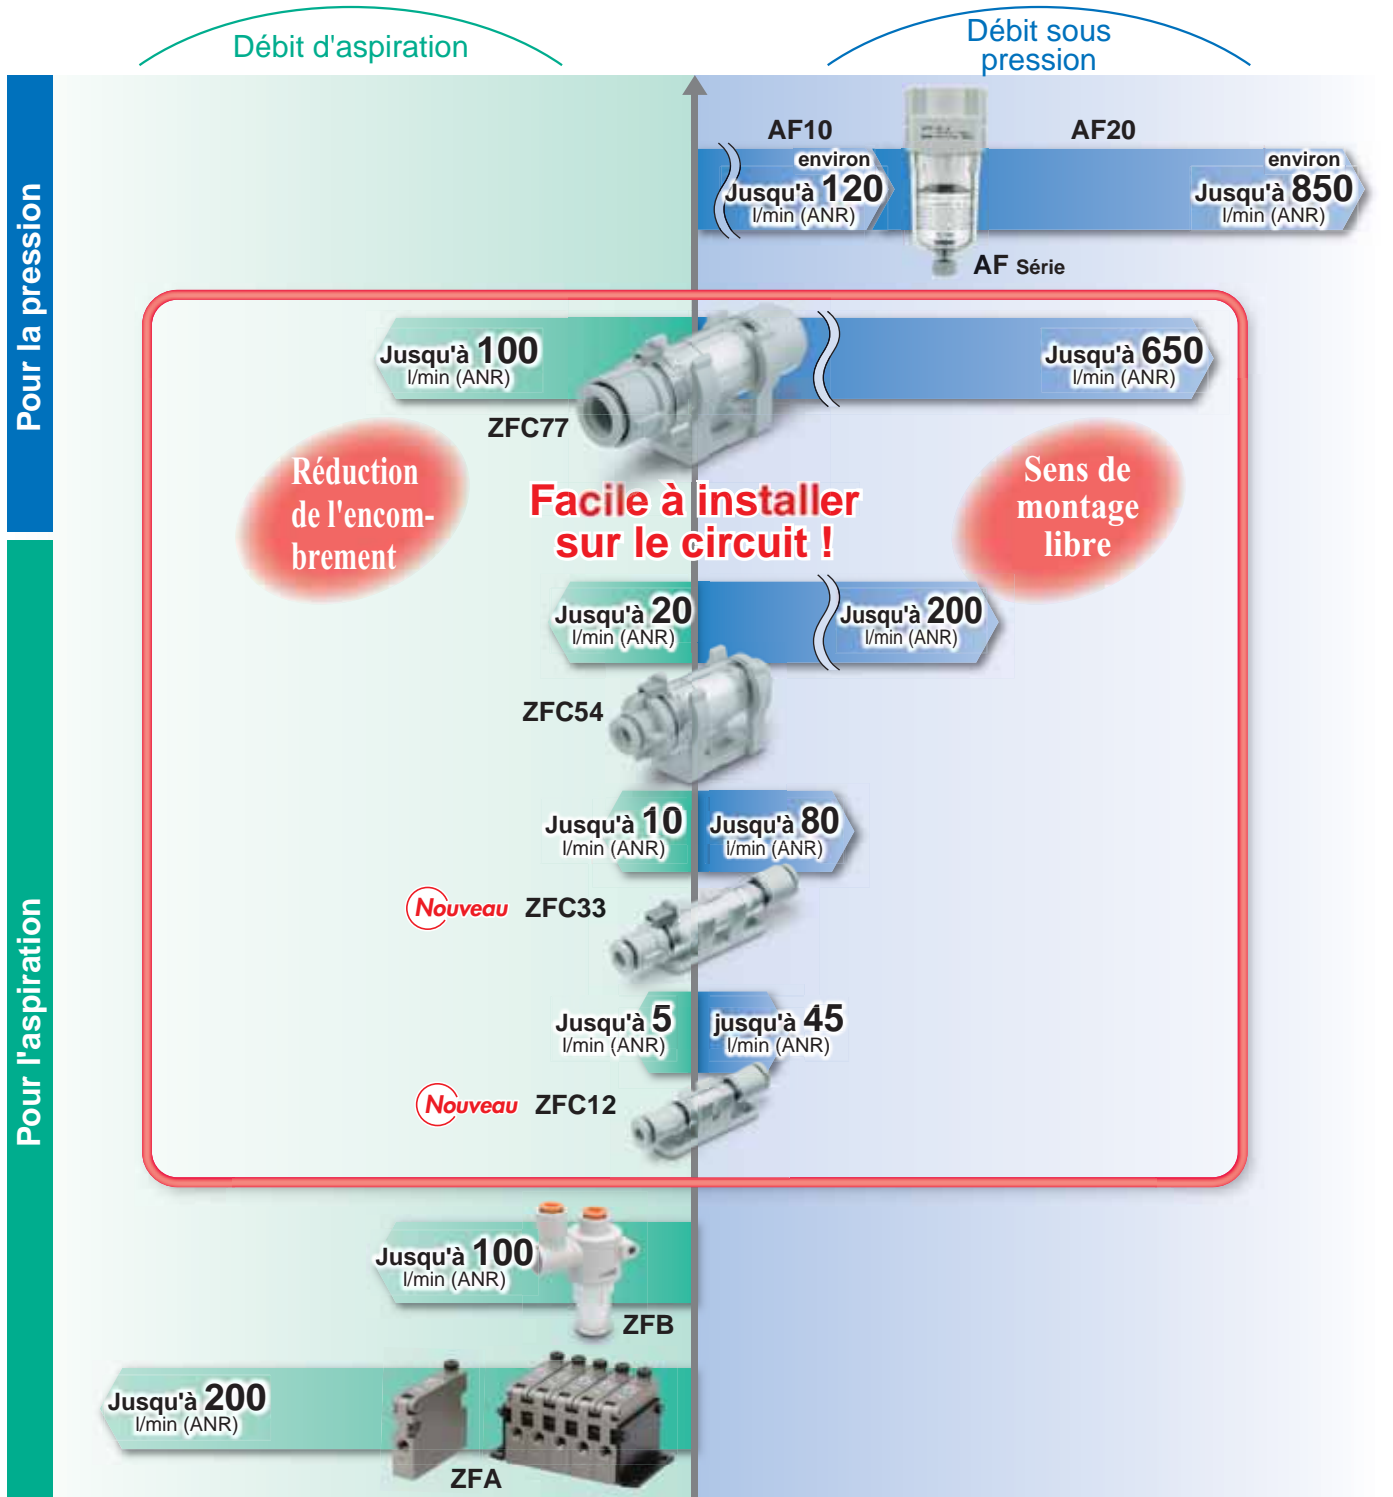 Débit d'aspiration
Débit sous
pression
Pour la pression
AF10
AF20
environ
Jusqu'à 120
l/min (ANR)
environ
Jusqu'à 850
l/min (ANR)
AF Série
Jusqu'à 100
l/min (ANR)
Jusqu'à 650
l/min (ANR)
ZFC77
Réduction
de l'encom-
brement
Facile à installer
sur le circuit !
Sens de
montage
libre
Jusqu'à 20
l/min (ANR)
Jusqu'à 200
l/min (ANR)
ZFC54
Pour l'aspiration
Jusqu'à 10
l/min (ANR)
Jusqu'à 80
l/min (ANR)
Nouveau ZFC33
Jusqu'à 5
l/min (ANR)
jusqu'à 45
l/min (ANR)
Nouveau ZFC12
Jusqu'à 100
l/min (ANR)
ZFB
Jusqu'à 200
l/min (ANR)
ZFA